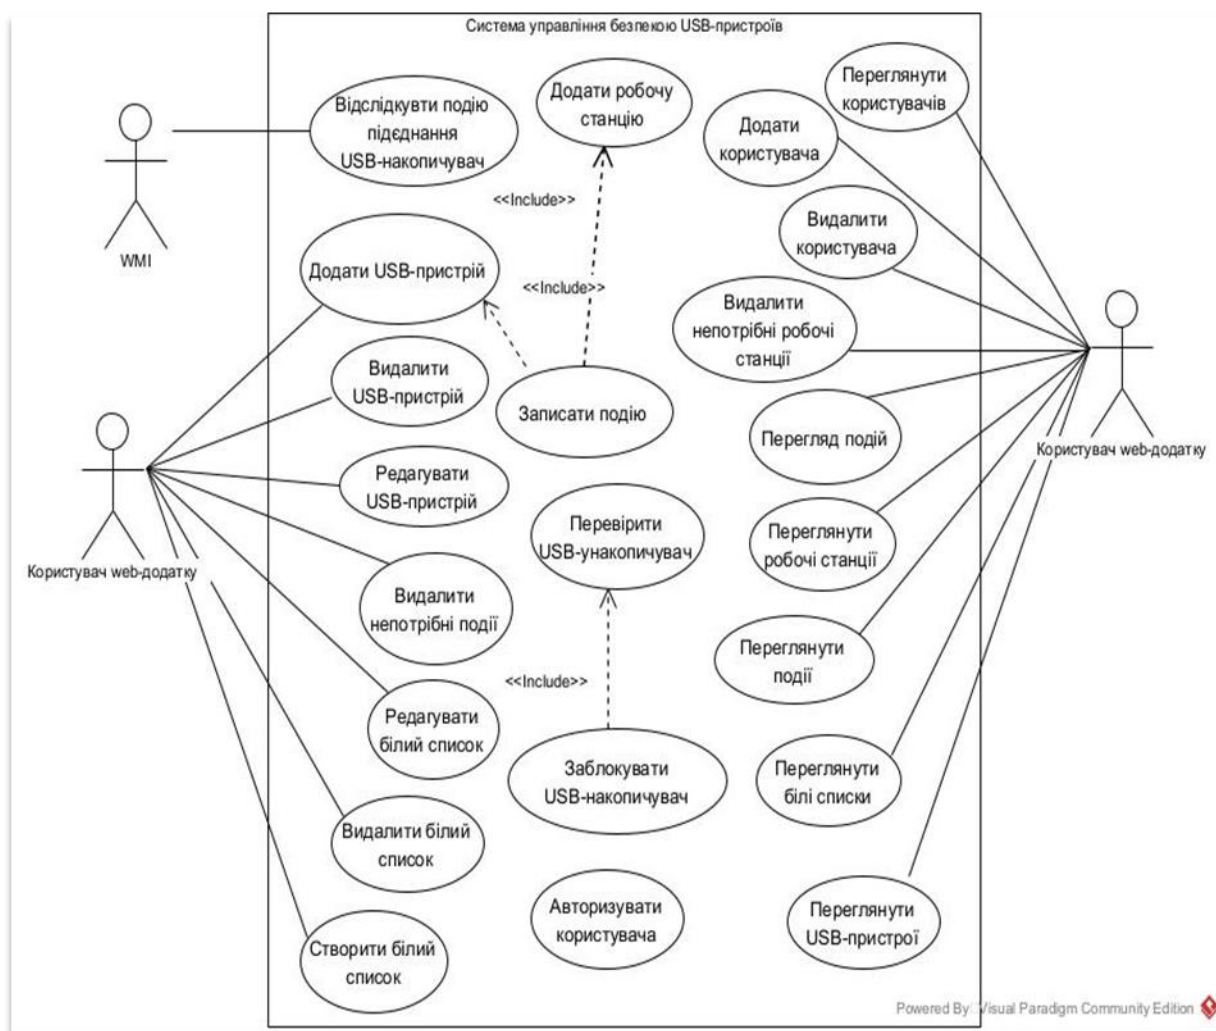 Система управління безпекою USB-пристроїв
Відслідкувти подію
підєднання
USB-накопичувач
Додати робочу
станцію
Переглянути
користувачів
Додати
користувача
WMI
<<Include>>
Видалити
користувача
Додати USB-пристрій
<<Include>>
Видалити
непотрібні робочі
станції
Видалити
USB-пристрій
Записати подію
Перегляд подій
Користувач web-додатку
Редагувати
USB-пристрій
Перевірити
USB-унакопичувач
Переглянути
робочі станції
Користувач web-додатку
Видалити
непотрібні події
Переглянути
події
<<Include>>
Редагувати
білий список
Заблокувати
USB-накопичувач
Переглянути
білі списки
Видалити білий
список
Авторизувати
користувача
Переглянути
USB-пристрої
Створити білий
список
Powered By Visual Paradigm Community Edition